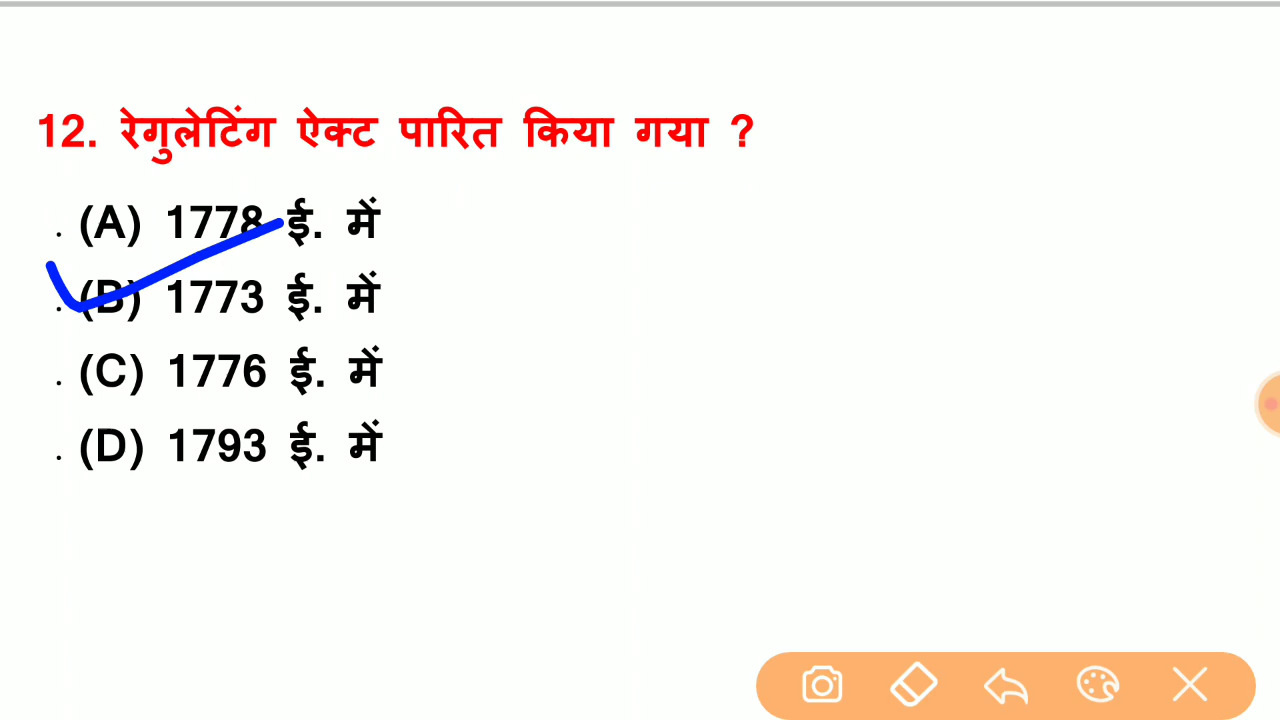 12. रेगुलेटिंग ऐक्ट पारित किया गया ?
. (A) 1778 ई. में
. (B) 1773 ई. में
. (C) 1776 ई. में
. (D) 1793 ई. में